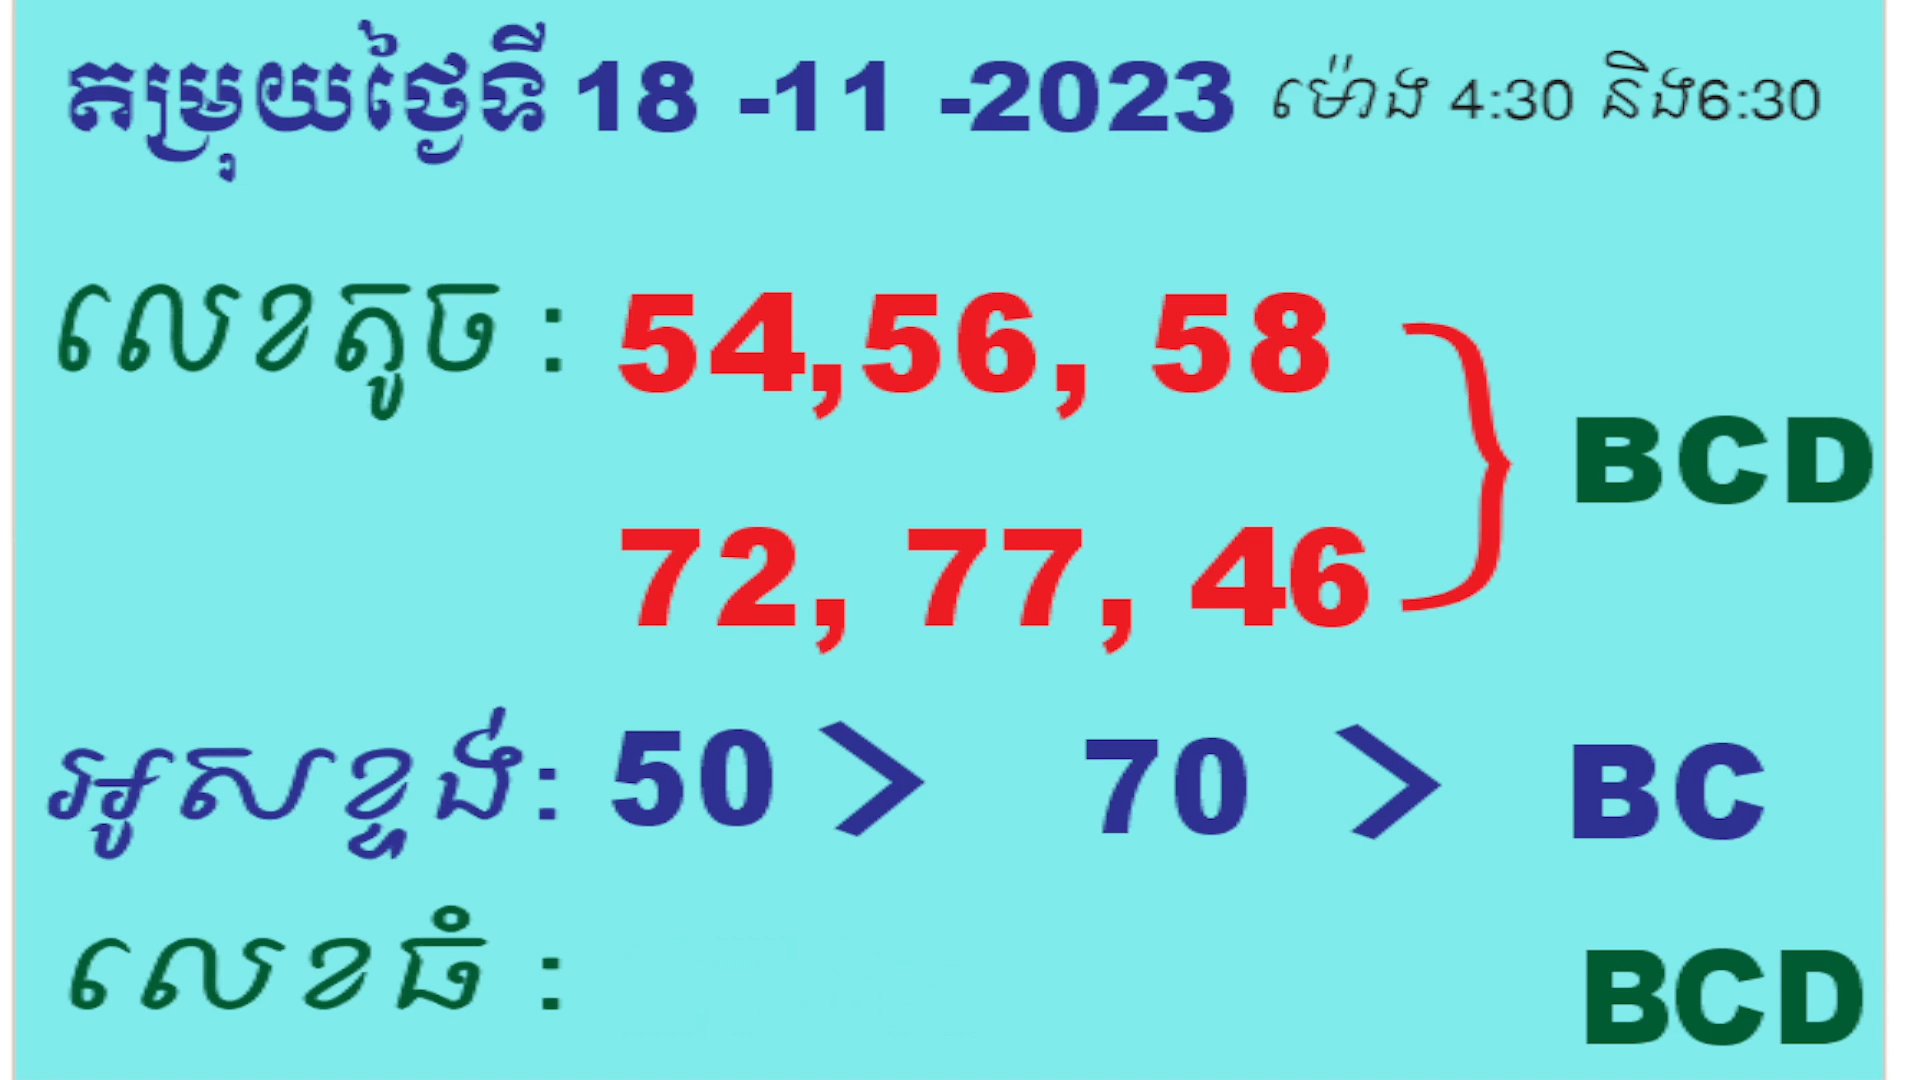 តម្រុយថ្ងៃទី 18 -11 -2023 ម៉ោង 4:30 និង6:30
លេខតូច : 54,56, 58
BCD
72, 77, 46
អូសខ្ទង់: 50 > 70 > BC
លេខធំ : BCD